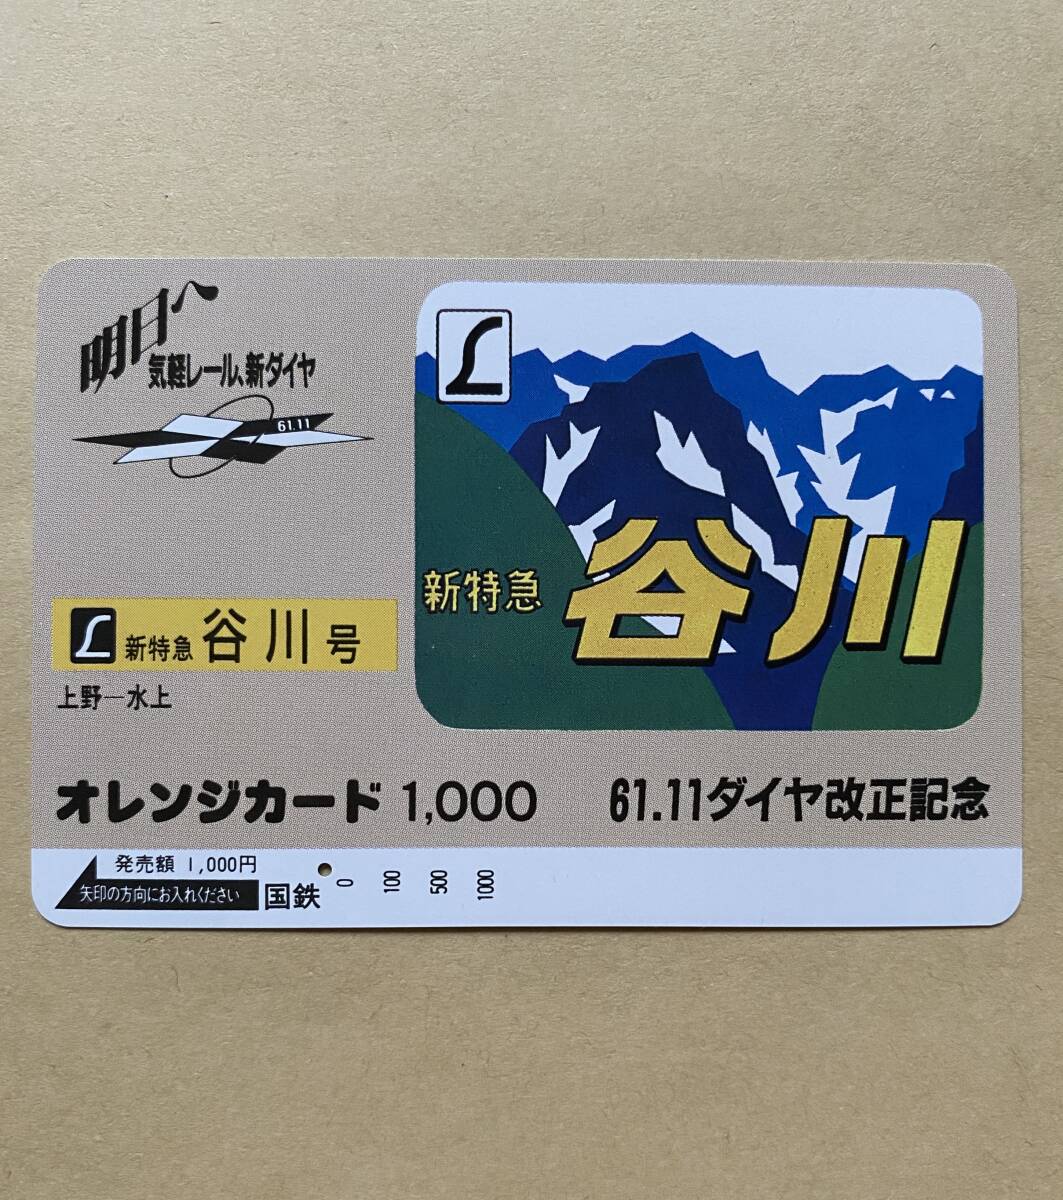 明日へ
気軽レール、新ダイヤ
61.11
L
新特急 谷川
L 新特急 谷川号
上野―水上
オレンジカード 1,000
61.11ダイヤ改正記念
発売額 1,000円
矢印の方向にお入れください
国鉄
0 100 500 1000